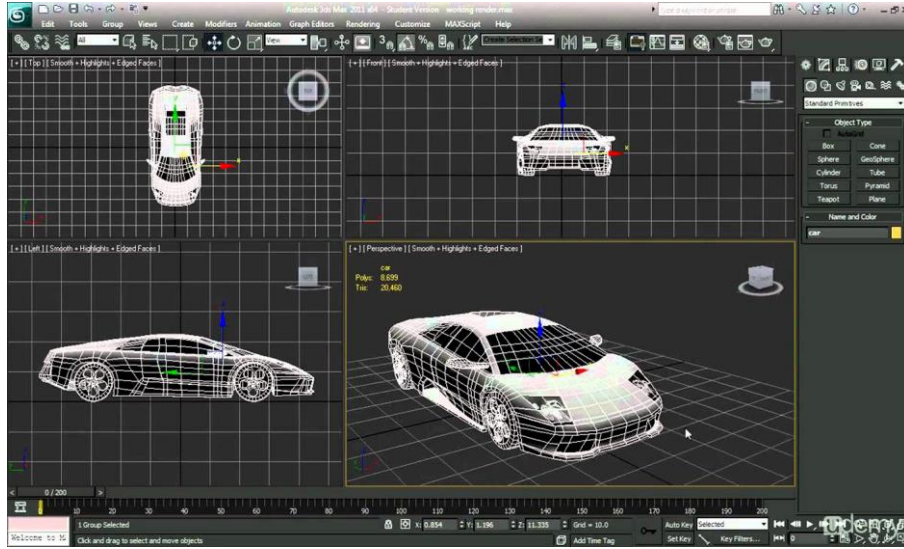 Autodesk 3ds Max 2011 x64 - Student Version working render.max
Edit Tools Group Views Create Modifiers Animation Graph Editors Rendering Customize MAXScript Help
All
View
3
Create Selection Se
[ + ] [ Top ] [ Smooth + Highlights + Edged Faces ]
[ + ] [ Front ] [ Smooth + Highlights + Edged Faces ]
Standard Primitives
Object Type
AutoGrid
Box Cone
Sphere GeoSphere
Cylinder Tube
Torus Pyramid
Teapot Plane
Name and Color
car
[ + ] [ Left ] [ Smooth + Highlights + Edged Faces ]
[ + ] [ Perspective ] [ Smooth + Highlights + Edged Faces ]
car
Polys: 8,699
Tris: 20,460
0 / 200
10 20 30 40 50 60 70 80 90 100 110 120 130 140 150 160 170 180 190 200
1 Group Selected
X: 0.854 Y: 1.196 Z: 11.335 Grid = 10.0
Auto Key Selected
Welcome to M
Click and drag to select and move objects
Add Time Tag
Set Key Key Filters... 0
udemy